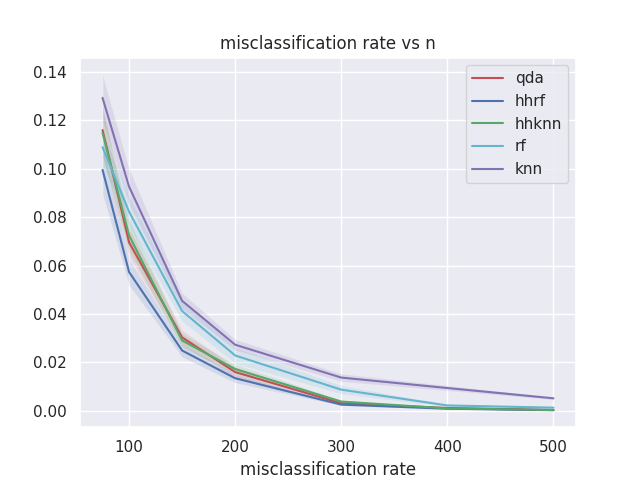 misclassification rate vs n
0.14
0.12
0.10
0.08
0.06
0.04
0.02
0.00
qda
hhrf
hhknn
rf
knn
100 200 300 400 500
misclassification rate